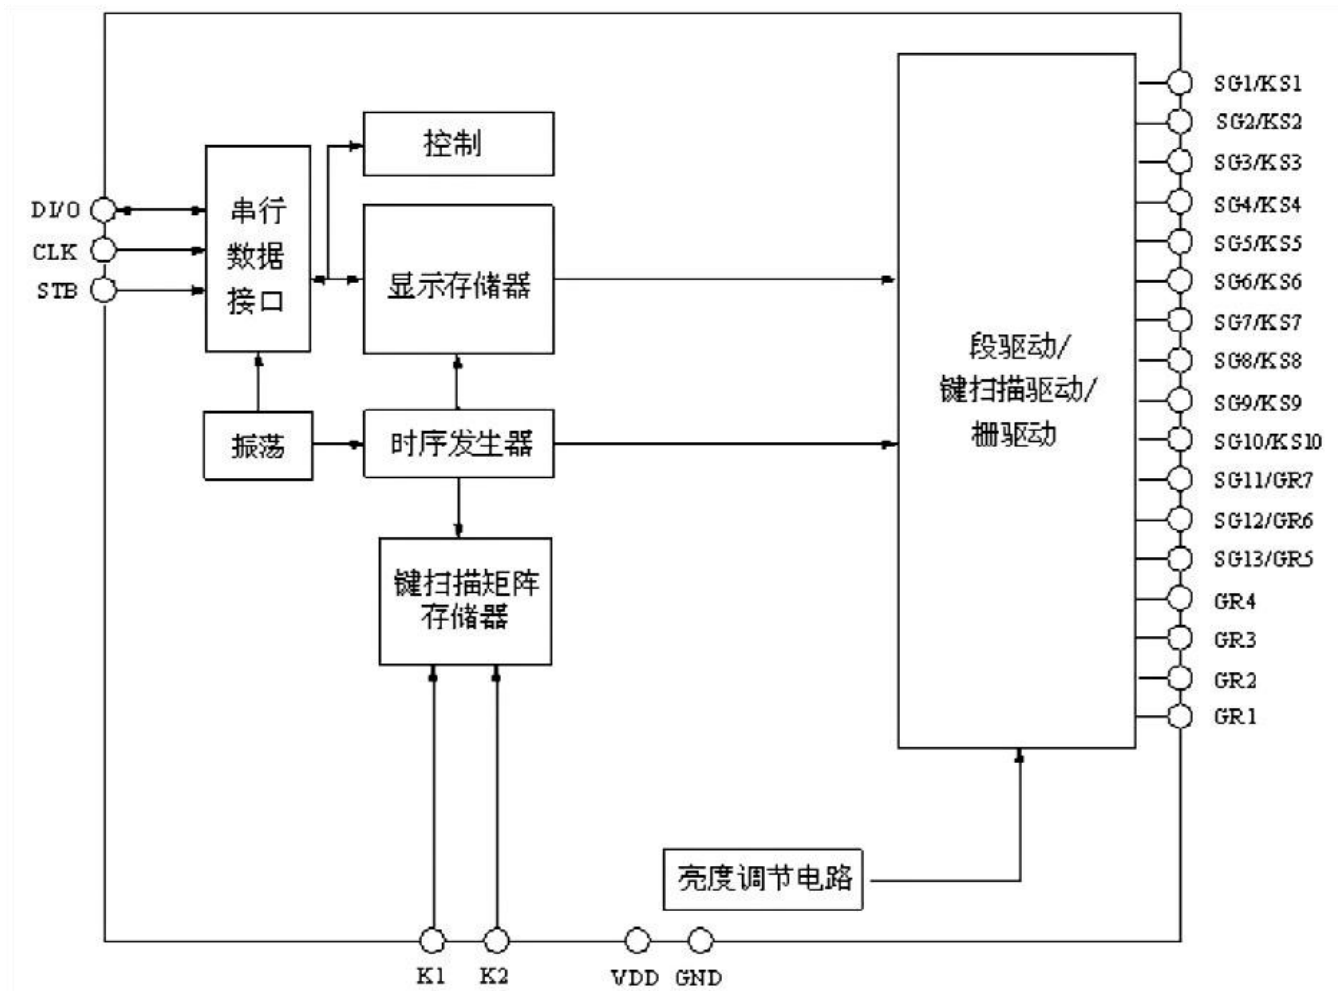 控制
串行
数据
接口
DI/O
CLK
STB
显示存储器
振荡
时序发生器
键扫描矩阵
存储器
段驱动/
键扫描驱动/
栅驱动
亮度调节电路
SG1/KS1
SG2/KS2
SG3/KS3
SG4/KS4
SG5/KS5
SG6/KS6
SG7/KS7
SG8/KS8
SG9/KS9
SG10/KS10
SG11/GR7
SG12/GR6
SG13/GR5
GR4
GR3
GR2
GR1
K1
K2
VDD
GND